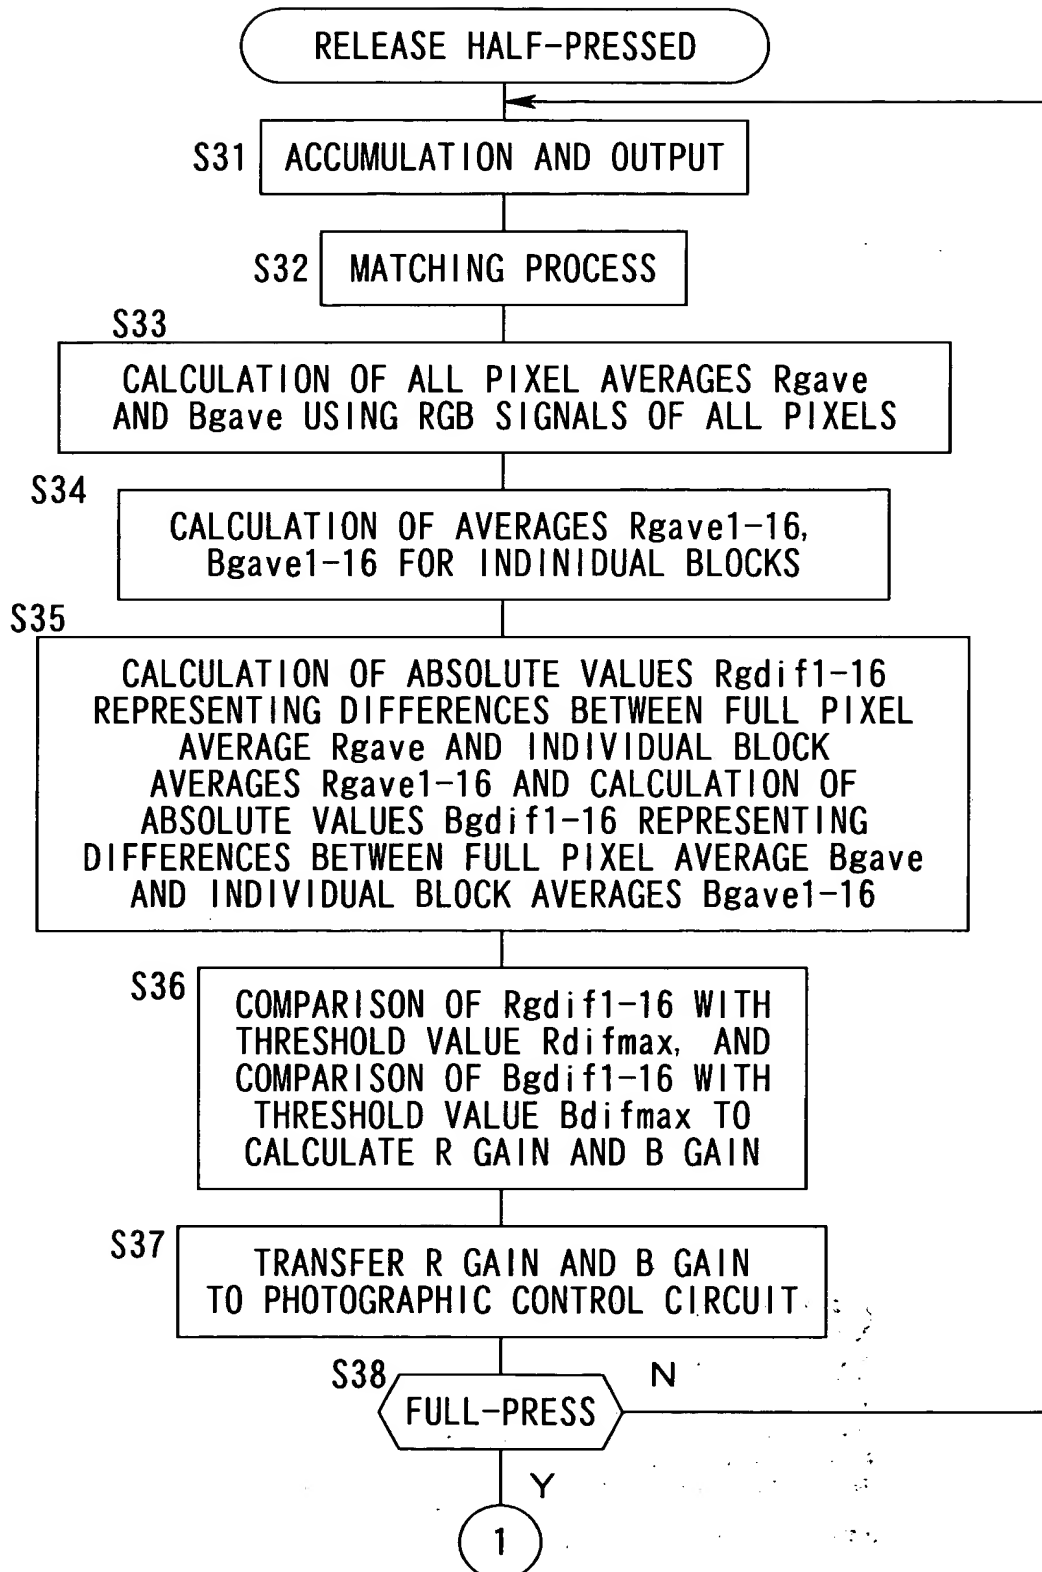 RELEASE HALF-PRESSED
S31
ACCUMULATION AND OUTPUT
S32
MATCHING PROCESS
S33
CALCULATION OF ALL PIXEL AVERAGES Rgave
AND Bgave USING RGB SIGNALS OF ALL PIXELS
S34
CALCULATION OF AVERAGES Rgave1-16,
Bgave1-16 FOR INDINIDUAL BLOCKS
S35
CALCULATION OF ABSOLUTE VALUES Rgdif1-16
REPRESENTING DIFFERENCES BETWEEN FULL PIXEL
AVERAGE Rgave AND INDIVIDUAL BLOCK
AVERAGES Rgave1-16 AND CALCULATION OF
ABSOLUTE VALUES Bgdif1-16 REPRESENTING
DIFFERENCES BETWEEN FULL PIXEL AVERAGE Bgave
AND INDIVIDUAL BLOCK AVERAGES Bgave1-16
S36
COMPARISON OF Rgdif1-16 WITH
THRESHOLD VALUE Rdifmax, AND
COMPARISON OF Bgdif1-16 WITH
THRESHOLD VALUE Bdifmax TO
CALCULATE R GAIN AND B GAIN
S37
TRANSFER R GAIN AND B GAIN
TO PHOTOGRAPHIC CONTROL CIRCUIT
S38
FULL-PRESS
N
Y
1